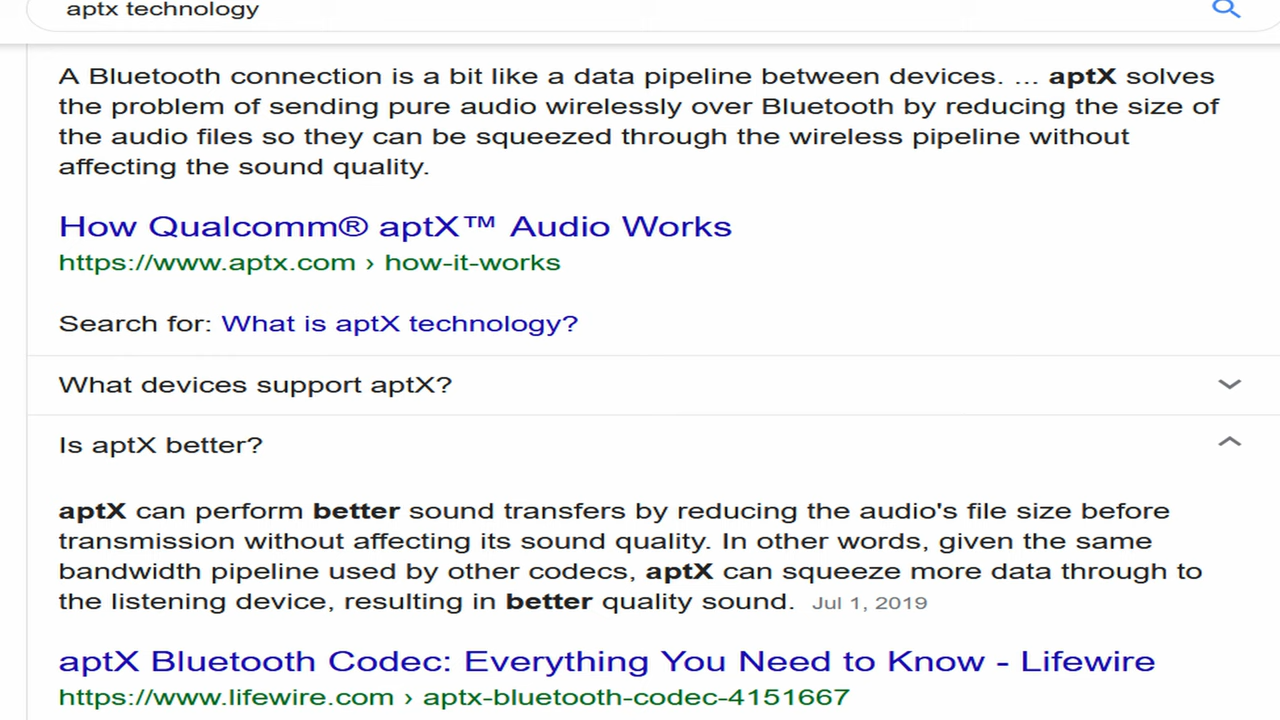 aptx technology
A Bluetooth connection is a bit like a data pipeline between devices. ... aptX solves
the problem of sending pure audio wirelessly over Bluetooth by reducing the size of
the audio files so they can be squeezed through the wireless pipeline without
affecting the sound quality.
How Qualcomm® aptX™ Audio Works
https://www.aptx.com › how-it-works
Search for: What is aptX technology?
What devices support aptX?
Is aptX better?
aptX can perform better sound transfers by reducing the audio's file size before
transmission without affecting its sound quality. In other words, given the same
bandwidth pipeline used by other codecs, aptX can squeeze more data through to
the listening device, resulting in better quality sound. Jul 1, 2019
aptX Bluetooth Codec: Everything You Need to Know - Lifewire
https://www.lifewire.com › aptx-bluetooth-codec-4151667